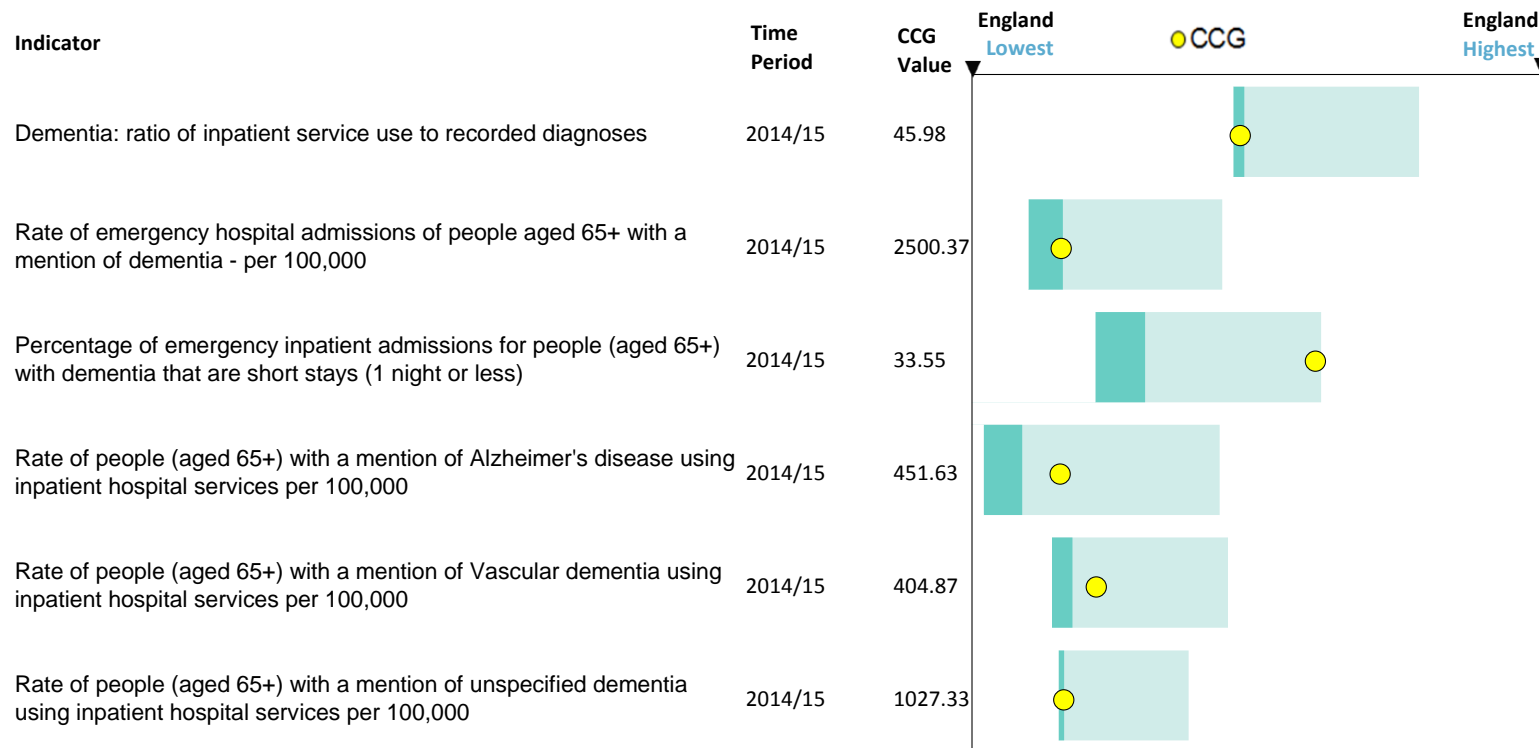 Indicator
Time
Period
CCG
Value
England
Lowest
CCG
England
Highest
Dementia: ratio of inpatient service use to recorded diagnoses
2014/15
45.98
Rate of emergency hospital admissions of people aged 65+ with a
mention of dementia - per 100,000
2014/15
2500.37
Percentage of emergency inpatient admissions for people (aged 65+)
with dementia that are short stays (1 night or less)
2014/15
33.55
Rate of people (aged 65+) with a mention of Alzheimer's disease using
inpatient hospital services per 100,000
2014/15
451.63
Rate of people (aged 65+) with a mention of Vascular dementia using
inpatient hospital services per 100,000
2014/15
404.87
Rate of people (aged 65+) with a mention of unspecified dementia
using inpatient hospital services per 100,000
2014/15
1027.33